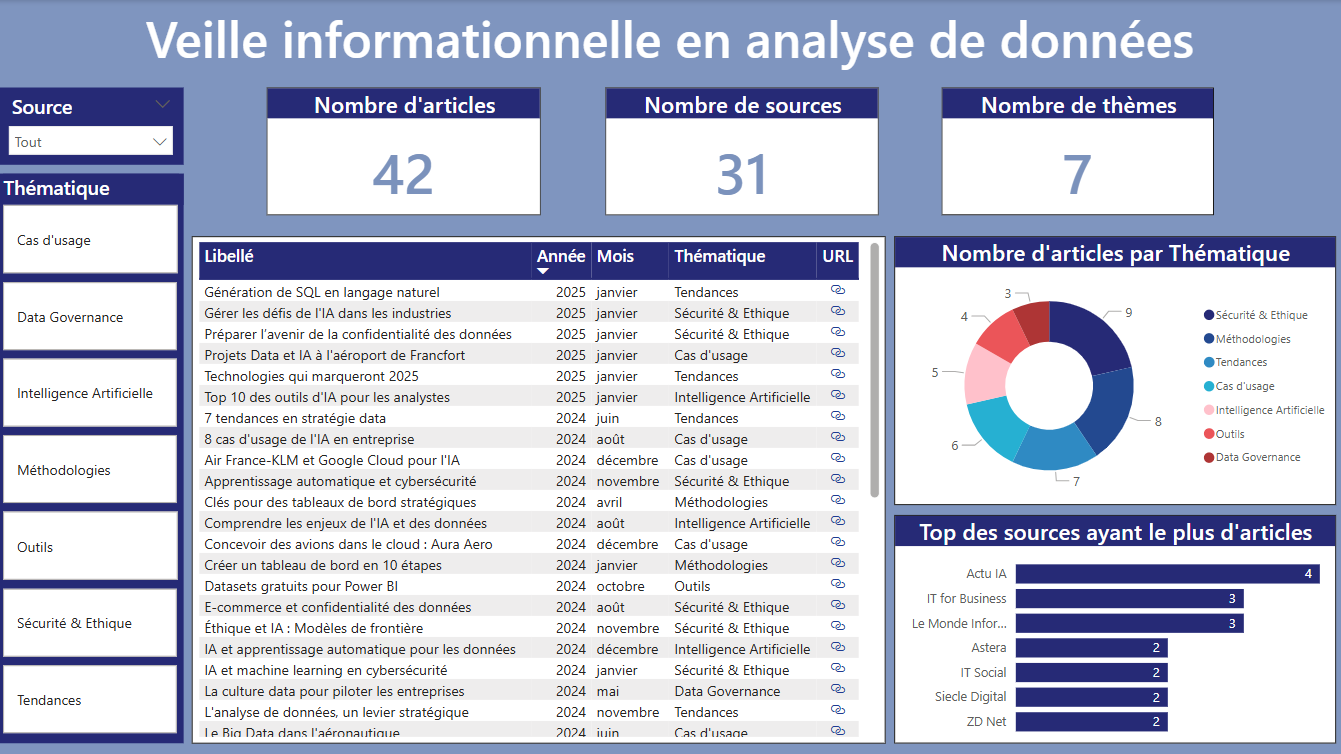 Veille informationnelle en analyse de données
Source
Tout
Thématique
Cas d'usage
Data Governance
Intelligence Artificielle
Méthodologies
Outils
Sécurité & Ethique
Tendances
Nombre d'articles
42
Nombre de sources
31
Nombre de thèmes
7
Libellé Année Mois Thématique URL
Génération de SQL en langage naturel 2025 janvier Tendances
Gérer les défis de l'IA dans les industries 2025 janvier Sécurité & Ethique
Préparer l’avenir de la confidentialité des données 2025 janvier Sécurité & Ethique
Projets Data et IA à l'aéroport de Francfort 2025 janvier Cas d'usage
Technologies qui marqueront 2025 2025 janvier Tendances
Top 10 des outils d'IA pour les analystes 2025 janvier Intelligence Artificielle
7 tendances en stratégie data 2024 juin Tendances
8 cas d'usage de l'IA en entreprise 2024 août Cas d'usage
Air France-KLM et Google Cloud pour l'IA 2024 décembre Cas d'usage
Apprentissage automatique et cybersécurité 2024 novembre Sécurité & Ethique
Clés pour des tableaux de bord stratégiques 2024 avril Méthodologies
Comprendre les enjeux de l'IA et des données 2024 août Intelligence Artificielle
Concevoir des avions dans le cloud : Aura Aero 2024 décembre Cas d'usage
Créer un tableau de bord en 10 étapes 2024 janvier Méthodologies
Datasets gratuits pour Power BI 2024 octobre Outils
E-commerce et confidentialité des données 2024 août Sécurité & Ethique
Éthique et IA : Modèles de frontière 2024 novembre Sécurité & Ethique
IA et apprentissage automatique pour les données 2024 décembre Intelligence Artificielle
IA et machine learning en cybersécurité 2024 janvier Sécurité & Ethique
La culture data pour piloter les entreprises 2024 mai Data Governance
L'analyse de données, un levier stratégique 2024 novembre Tendances
Le Big Data dans l'aéronautique 2024 juin Cas d'usage
Nombre d'articles par Thématique
3
9
4
5
8
6
7
Sécurité & Ethique
Méthodologies
Tendances
Cas d'usage
Intelligence Artificielle
Outils
Data Governance
Top des sources ayant le plus d'articles
Actu IA 4
IT for Business 3
Le Monde Infor... 3
Astera 2
IT Social 2
Siecle Digital 2
ZD Net 2